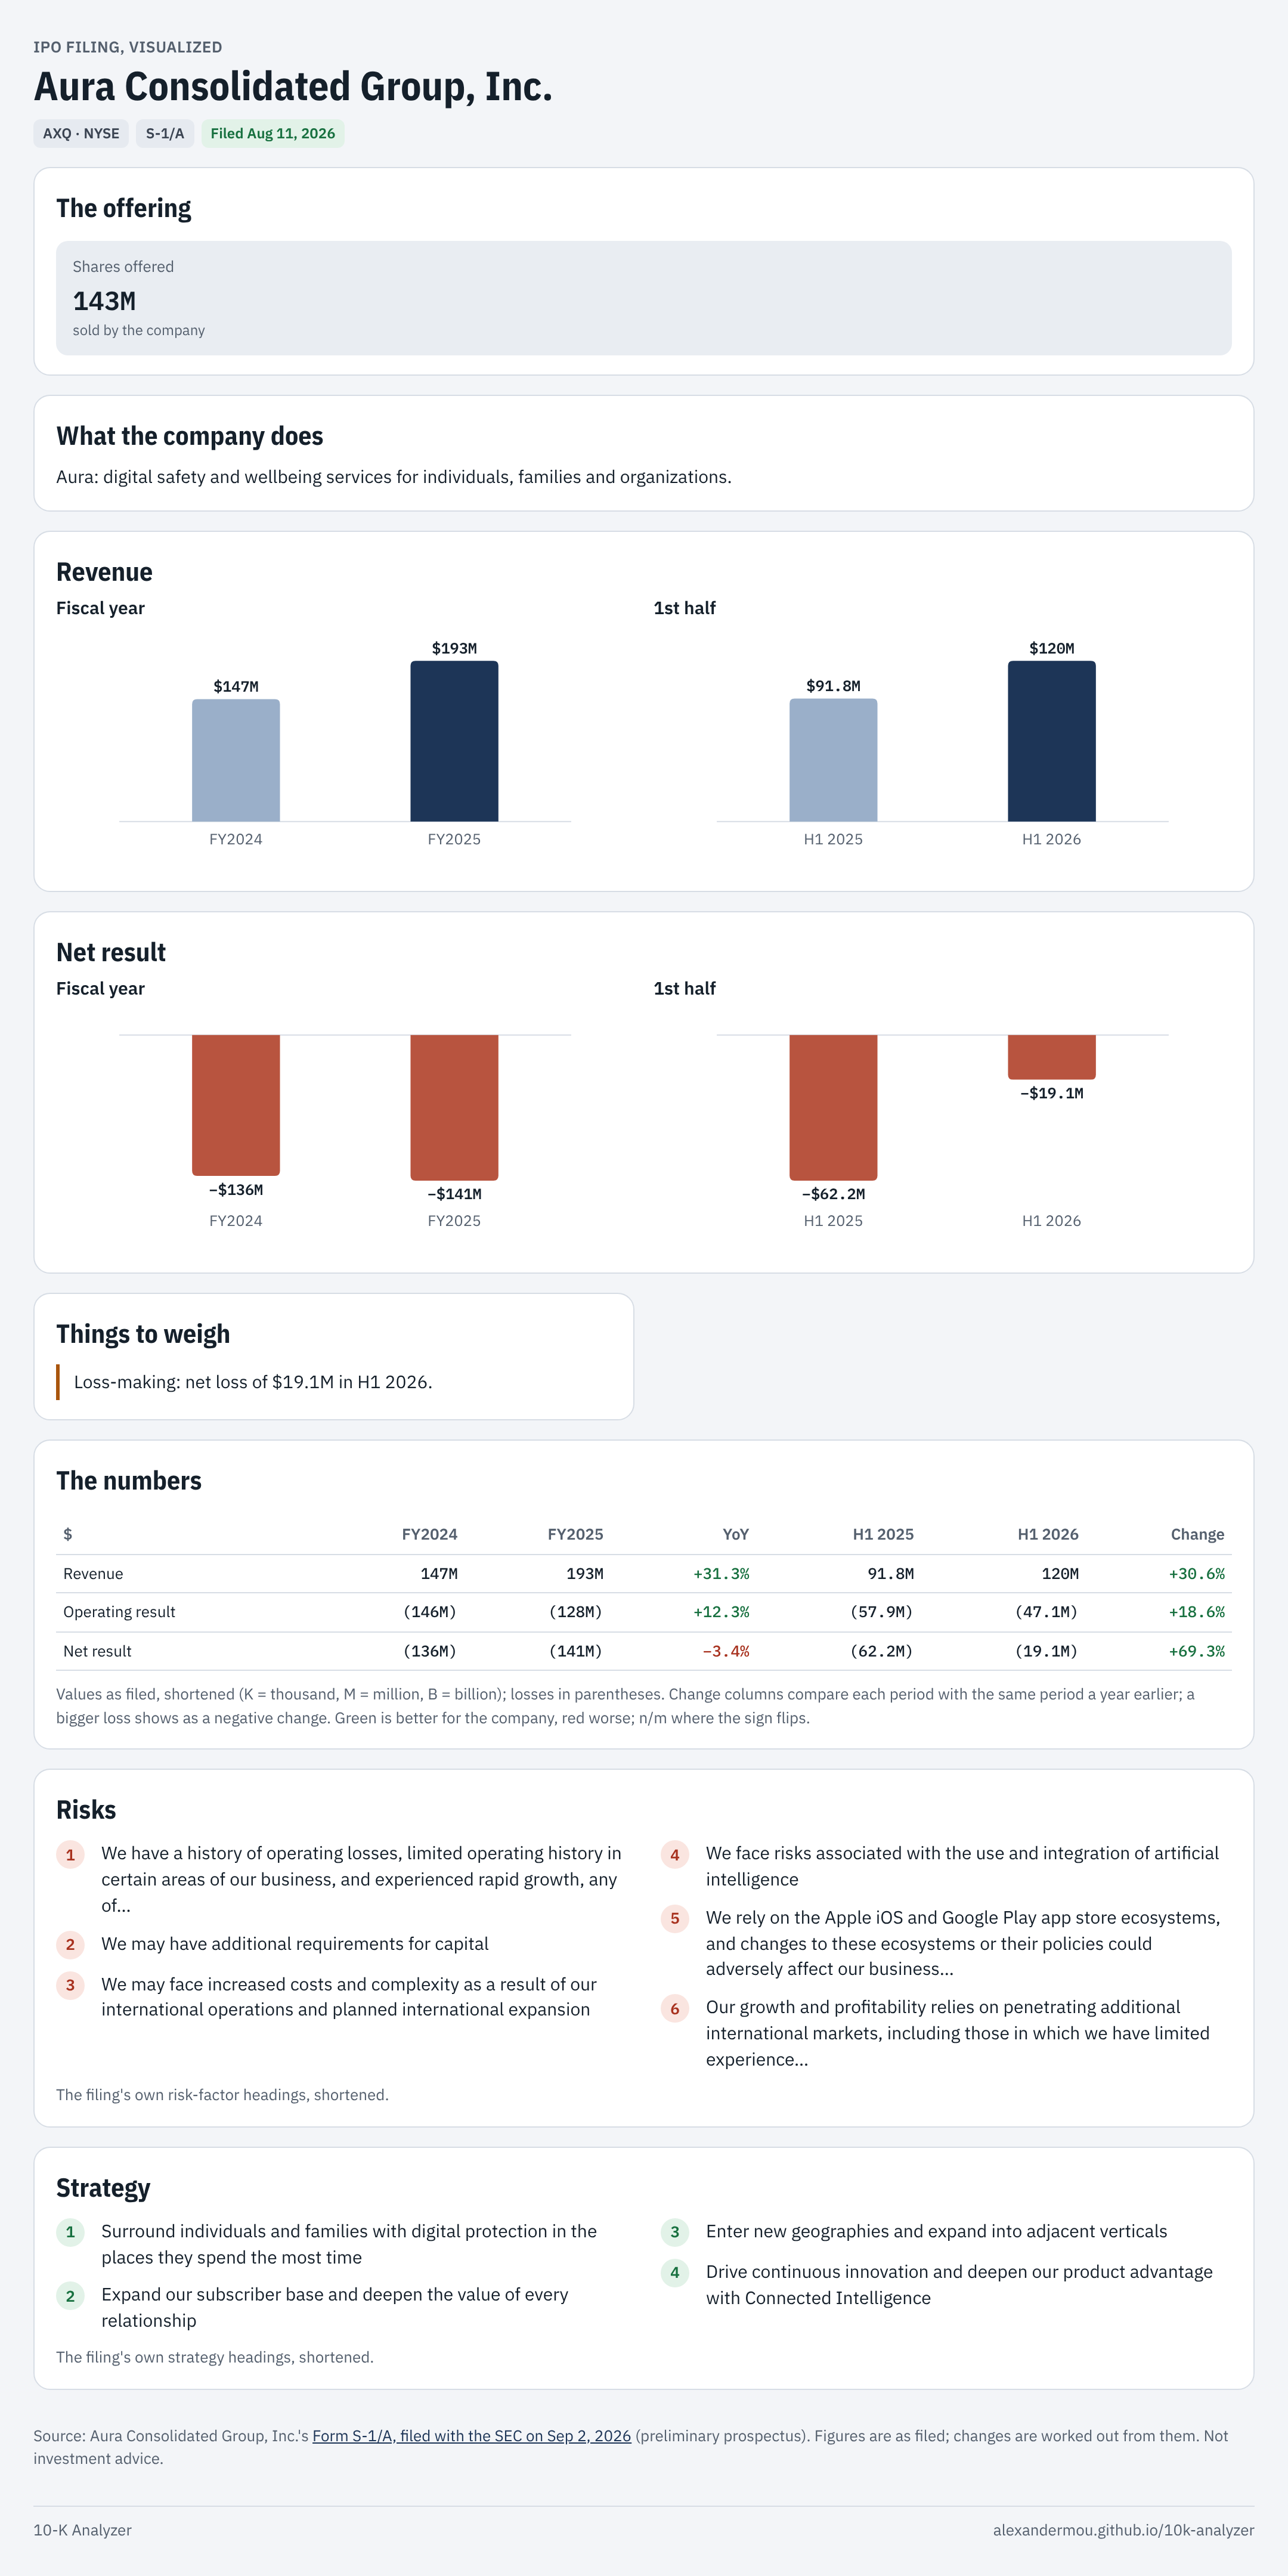 IPO FILING, VISUALIZED
Aura Consolidated Group, Inc.
AXQ · NYSE S-1/A Filed Aug 11, 2026
The offering
Shares offered
143M
sold by the company
What the company does
Aura: digital safety and wellbeing services for individuals, families and organizations.
Revenue
Fiscal year
$147M
$193M
FY2024
FY2025
1st half
$91.8M
$120M
H1 2025
H1 2026
Net result
Fiscal year
−$136M
−$141M
FY2024
FY2025
1st half
−$62.2M
−$19.1M
H1 2025
H1 2026
Things to weigh
Loss-making: net loss of $19.1M in H1 2026.
The numbers
$ FY2024 FY2025 YoY H1 2025 H1 2026 Change
Revenue 147M 193M +31.3% 91.8M 120M +30.6%
Operating result (146M) (128M) +12.3% (57.9M) (47.1M) +18.6%
Net result (136M) (141M) −3.4% (62.2M) (19.1M) +69.3%
Values as filed, shortened (K = thousand, M = million, B = billion); losses in parentheses. Change columns compare each period with the same period a year earlier; a
bigger loss shows as a negative change. Green is better for the company, red worse; n/m where the sign flips.
Risks
1 We have a history of operating losses, limited operating history in
certain areas of our business, and experienced rapid growth, any
of…
2 We may have additional requirements for capital
3 We may face increased costs and complexity as a result of our
international operations and planned international expansion
4 We face risks associated with the use and integration of artificial
intelligence
5 We rely on the Apple iOS and Google Play app store ecosystems,
and changes to these ecosystems or their policies could
adversely affect our business…
6 Our growth and profitability relies on penetrating additional
international markets, including those in which we have limited
experience…
The filing's own risk-factor headings, shortened.
Strategy
1 Surround individuals and families with digital protection in the
places they spend the most time
2 Expand our subscriber base and deepen the value of every
relationship
3 Enter new geographies and expand into adjacent verticals
4 Drive continuous innovation and deepen our product advantage
with Connected Intelligence
The filing's own strategy headings, shortened.
Source: Aura Consolidated Group, Inc.'s Form S-1/A, filed with the SEC on Sep 2, 2026 (preliminary prospectus). Figures are as filed; changes are worked out from them. Not
investment advice.
10-K Analyzer
alexandermou.github.io/10k-analyzer